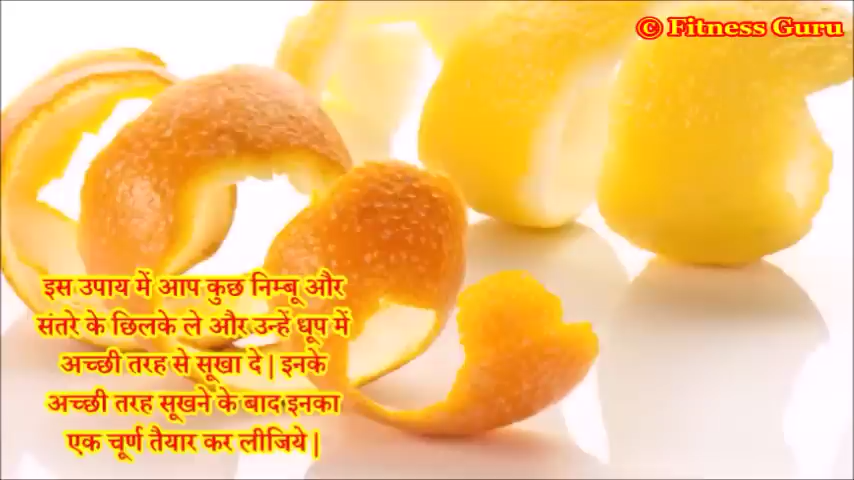 © Fitness Guru
इस उपाय में आप कुछ निम्बू और
संतरे के छिलके ले और उन्हें धूप में
अच्छी तरह से सूखा दे | इनके
अच्छी तरह सूखने के बाद इनका
एक चूर्ण तैयार कर लीजिये |